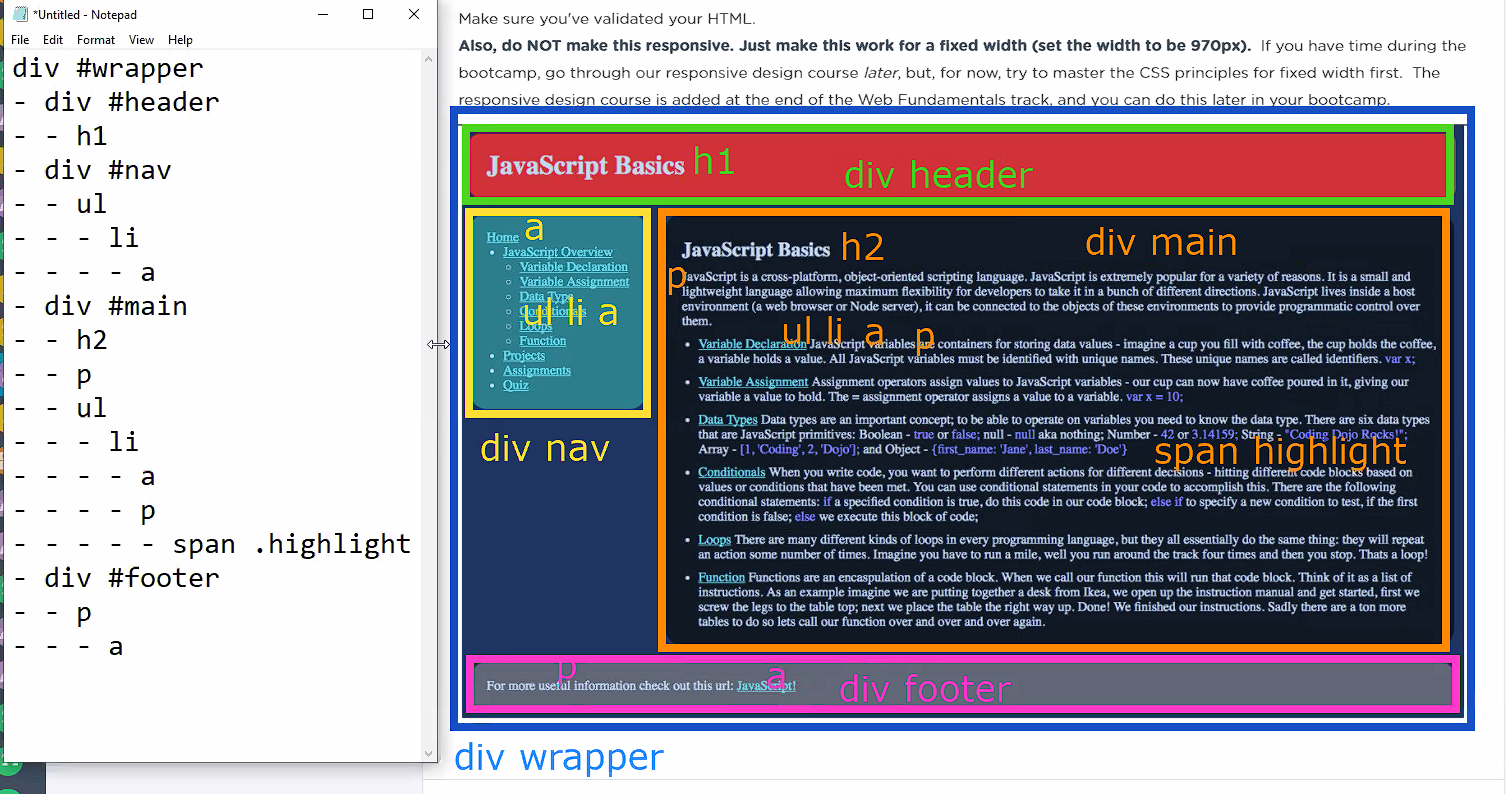 *Untitled - Notepad
File Edit Format View Help
div #wrapper
- div #header
- - h1
- div #nav
- - ul
- - - li
- - - - a
- div #main
- - h2
- - p
- - ul
- - - li
- - - - a
- - - - p
- - - - - span .highlight
- div #footer
- - p
- - - a
Make sure you've validated your HTML.
Also, do NOT make this responsive. Just make this work for a fixed width (set the width to be 970px). If you have time during the
bootcamp, go through our responsive design course later, but, for now, try to master the CSS principles for fixed width first. The
responsive design course is added at the end of the Web Fundamentals track, and you can do this later in your bootcamp.
JavaScript Basics h1
div header
Home a
JavaScript Overview
Variable Declaration
Variable Assignment
Data Type
Conditionals
ul li a
Loops
Function
Projects
Assignments
Quiz
div nav
JavaScript Basics h2
div main
p
JavaScript is a cross-platform, object-oriented scripting language. JavaScript is extremely popular for a variety of reasons. It is a small and
lightweight language allowing maximum flexibility for developers to take it in a bunch of different directions. JavaScript lives inside a host
environment (a web browser or Node server), it can be connected to the objects of these environments to provide programmatic control over
them.
ul li a p
Variable Declaration JavaScript variables are containers for storing data values - imagine a cup you fill with coffee, the cup holds the coffee,
a variable holds a value. All JavaScript variables must be identified with unique names. These unique names are called identifiers. var x;
Variable Assignment Assignment operators assign values to JavaScript variables - our cup can now have coffee poured in it, giving our
variable a value to hold. The = assignment operator assigns a value to a variable. var x = 10;
Data Types Data types are an important concept; to be able to operate on variables you need to know the data type. There are six data types
that are JavaScript primitives: Boolean - true or false; null - null aka nothing; Number - 42 or 3.14159; String - "Coding Dojo Rocks!";
Array - [1, 'Coding', 2, 'Dojo']; and Object - {first_name: 'Jane', last_name: 'Doe'}
span highlight
Conditionals When you write code, you want to perform different actions for different decisions - hitting different code blocks based on
values or conditions that have been met. You can use conditional statements in your code to accomplish this. There are the following
conditional statements: if a specified condition is true, do this code in our code block; else if to specify a new condition to test, if the first
condition is false; else we execute this block of code;
Loops There are many different kinds of loops in every programming language, but they all essentially do the same thing: they will repeat
an action some number of times. Imagine you have to run a mile, well you run around the track four times and then you stop. Thats a loop!
Function Functions are an encaspulation of a code block. When we call our function this will run that code block. Think of it as a list of
instructions. As an example imagine we are putting together a desk from Ikea, we open up the instruction manual and get started, first we
screw the legs to the table top; next we place the table the right way up. Done! We finished our instructions. Sadly there are a ton more
tables to do so lets call our function over and over and over again.
p a
For more useful information check out this url: JavaScript!
div footer
div wrapper